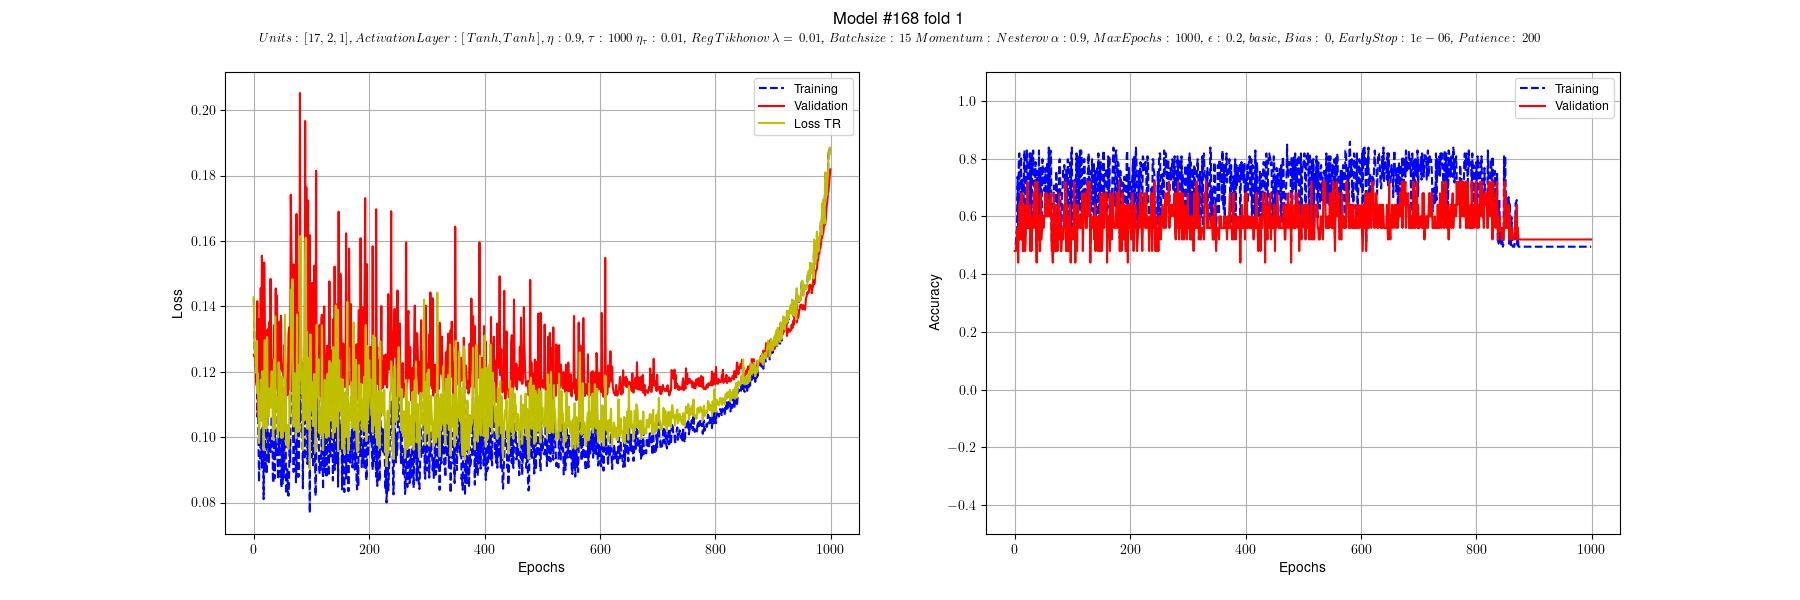 Model #168 fold 1
Units : [17, 2, 1], ActivationLayer : [Tanh, Tanh], η : 0.9, τ : 1000 ητ : 0.01, RegTikhonov λ = 0.01, Batchsize : 15 Momentum : Nesterov α : 0.9, MaxEpochs : 1000, ϵ : 0.2, basic, Bias : 0, EarlyStop : 1e − 06, Patience : 200
Loss
0.20
0.18
0.16
0.14
0.12
0.10
0.08
Training
Validation
Loss TR
0 200 400 600 800 1000
Epochs
Accuracy
1.0
0.8
0.6
0.4
0.2
0.0
−0.2
−0.4
Training
Validation
0 200 400 600 800 1000
Epochs